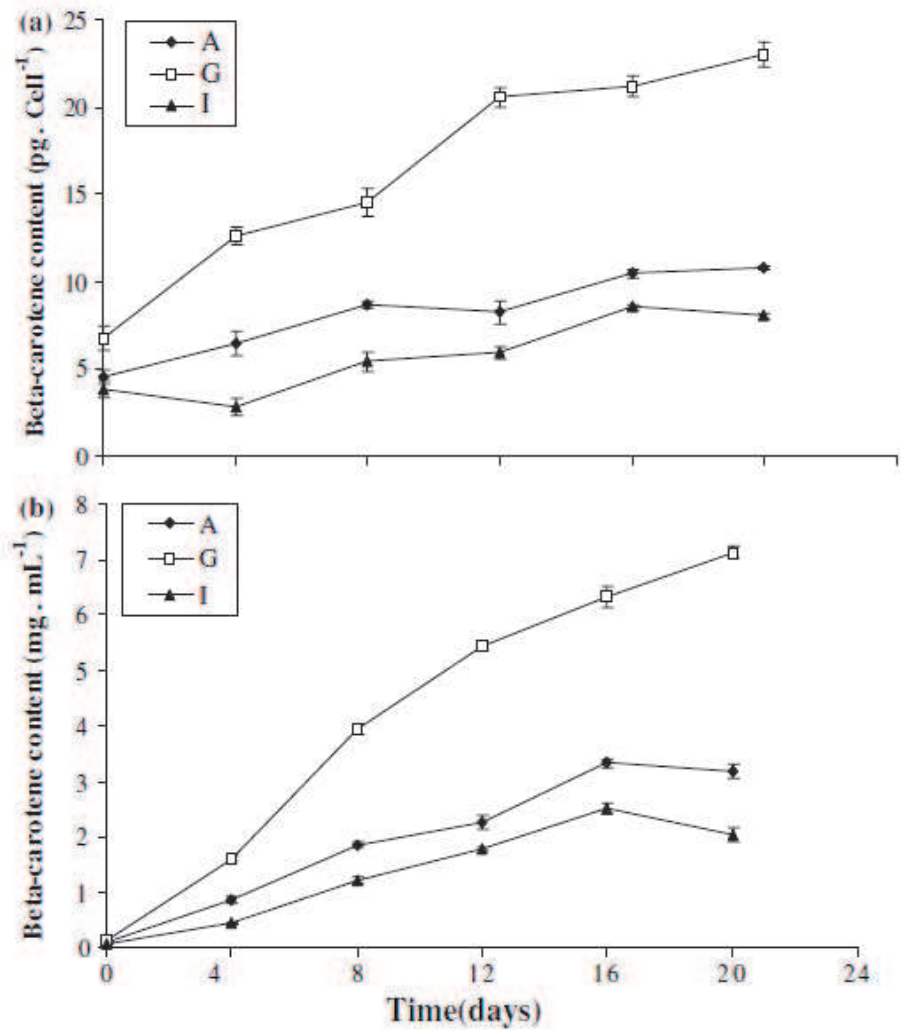 (a)
25
20
15
10
5
0
A
G
I
Beta-carotene content (pg. Cell⁻¹)
(b)
8
7
6
5
4
3
2
1
0
A
G
I
Beta-carotene content (mg. mL⁻¹)
0 4 8 12 16 20 24
Time(days)